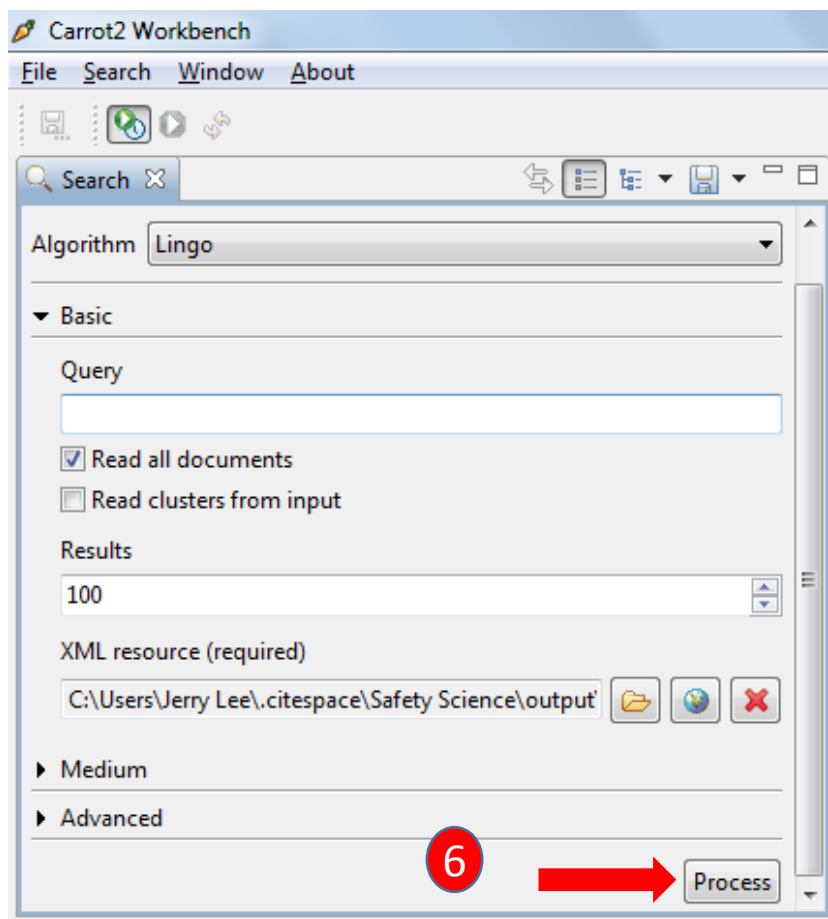 Carrot2 Workbench
File Search Window About
Search
Algorithm Lingo
Basic
Query
Read all documents
Read clusters from input
Results
100
XML resource (required)
C:\Users\Jerry Lee\.citespace\Safety Science\output\
Medium
Advanced
6
Process